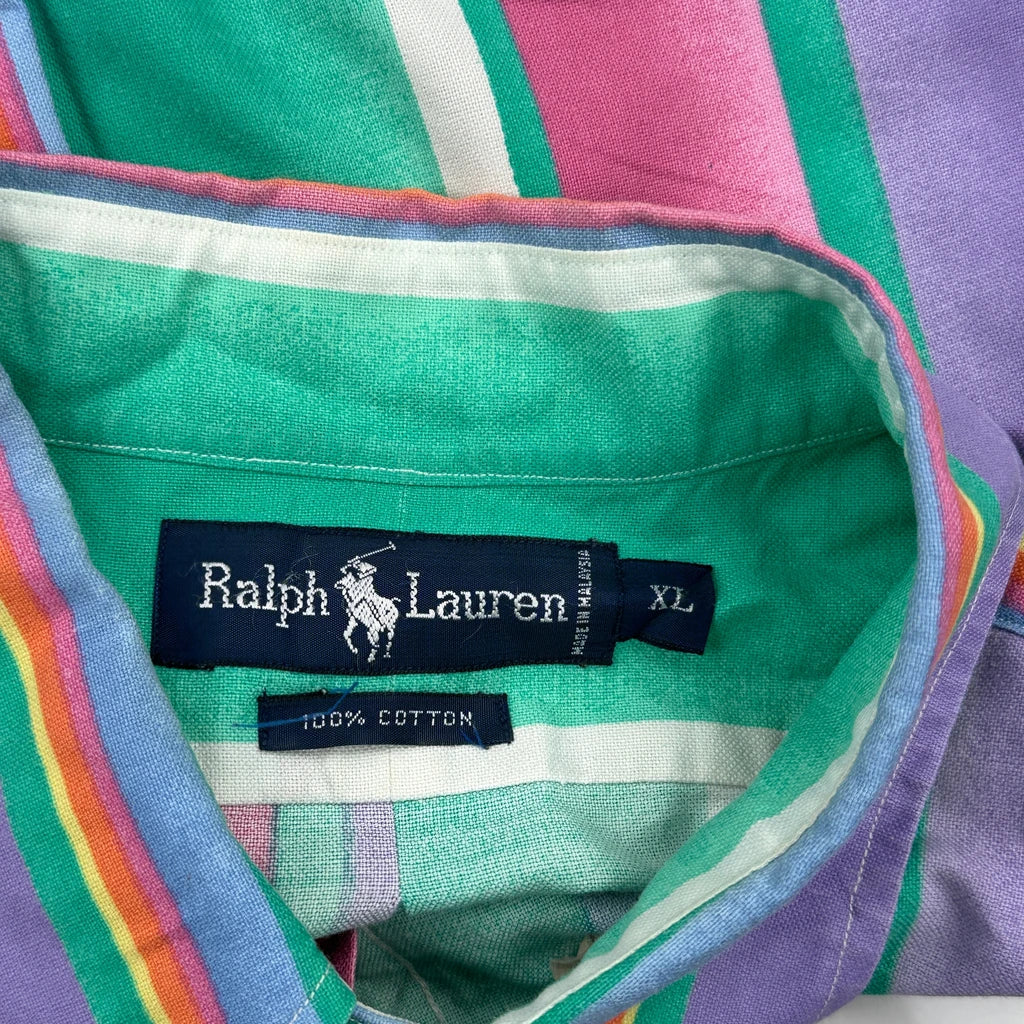 Ralph Lauren
MADE IN MALAYSIA
XL
100% COTTON